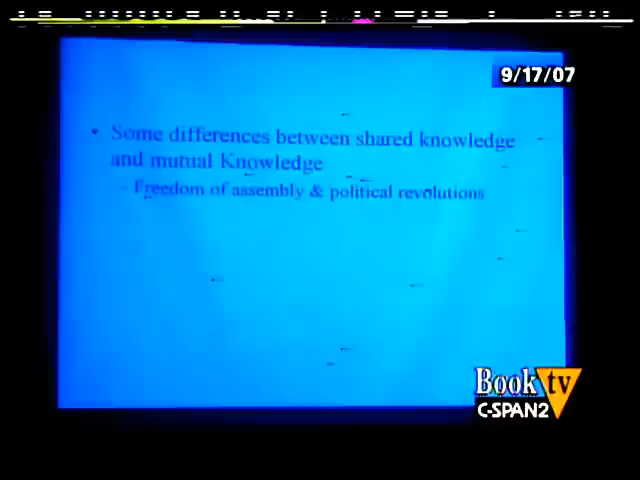 9/17/07
• Some differences between shared knowledge
and mutual Knowledge
– Freedom of assembly & political revolutions
Book tv
C-SPAN2